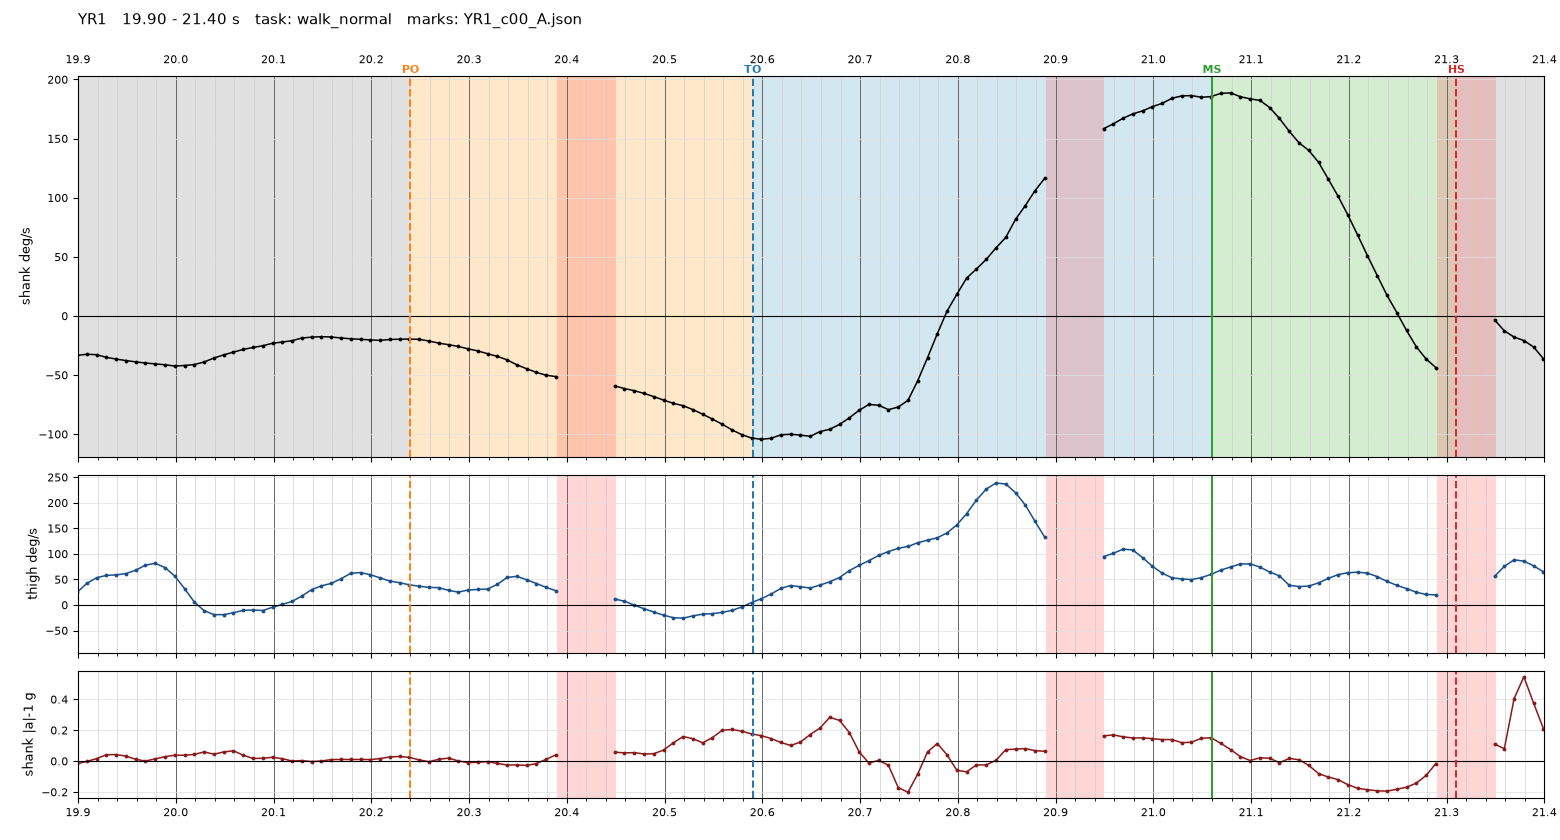 YR1   19.90 - 21.40 s   task: walk_normal   marks: YR1_c00_A.json
19.9 20.0 20.1 20.2 20.3 20.4 20.5 20.6 20.7 20.8 20.9 21.0 21.1 21.2 21.3 21.4
PO TO MS HS
200
150
100
50
0
−50
−100
shank deg/s
250
200
150
100
50
0
−50
thigh deg/s
0.4
0.2
0.0
−0.2
shank |a|-1 g
19.9 20.0 20.1 20.2 20.3 20.4 20.5 20.6 20.7 20.8 20.9 21.0 21.1 21.2 21.3 21.4